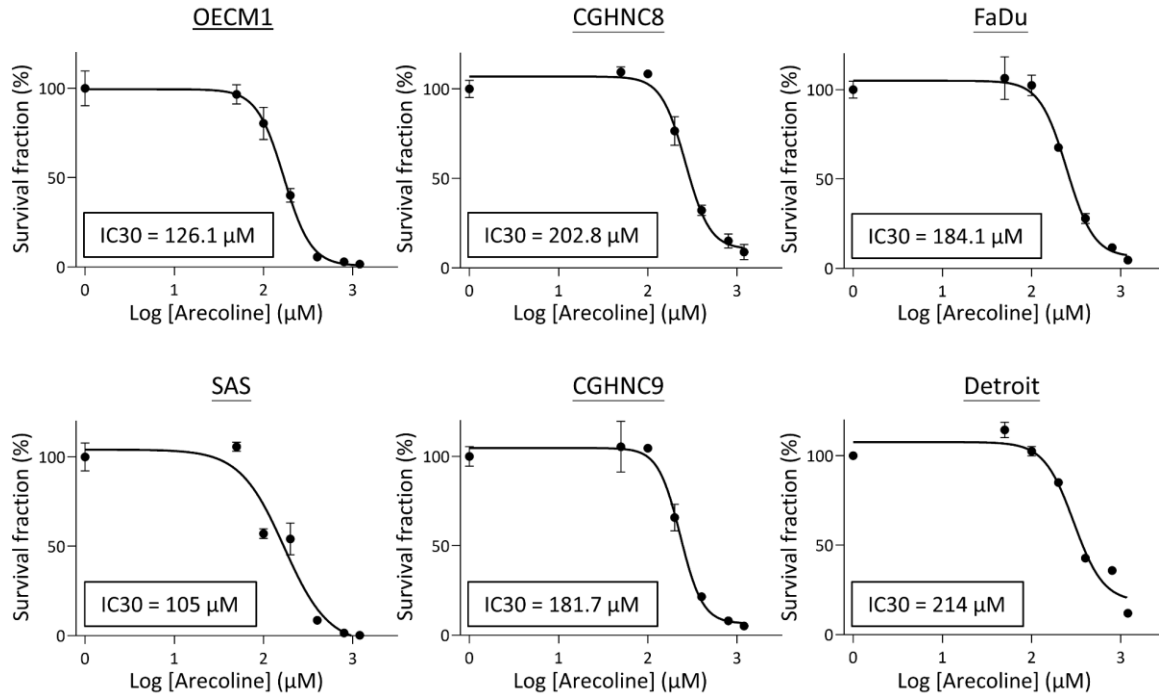 OECM1
Survival fraction (%)
100
50
0
IC30 = 126.1 μM
0 1 2 3
Log [Arecoline] (μM)
CGHNC8
Survival fraction (%)
100
50
0
IC30 = 202.8 μM
0 1 2 3
Log [Arecoline] (μM)
FaDu
Survival fraction (%)
100
50
0
IC30 = 184.1 μM
0 1 2 3
Log [Arecoline] (μM)
SAS
Survival fraction (%)
100
50
0
IC30 = 105 μM
0 1 2 3
Log [Arecoline] (μM)
CGHNC9
Survival fraction (%)
100
50
0
IC30 = 181.7 μM
0 1 2 3
Log [Arecoline] (μM)
Detroit
Survival fraction (%)
100
50
0
IC30 = 214 μM
0 1 2 3
Log [Arecoline] (μM)